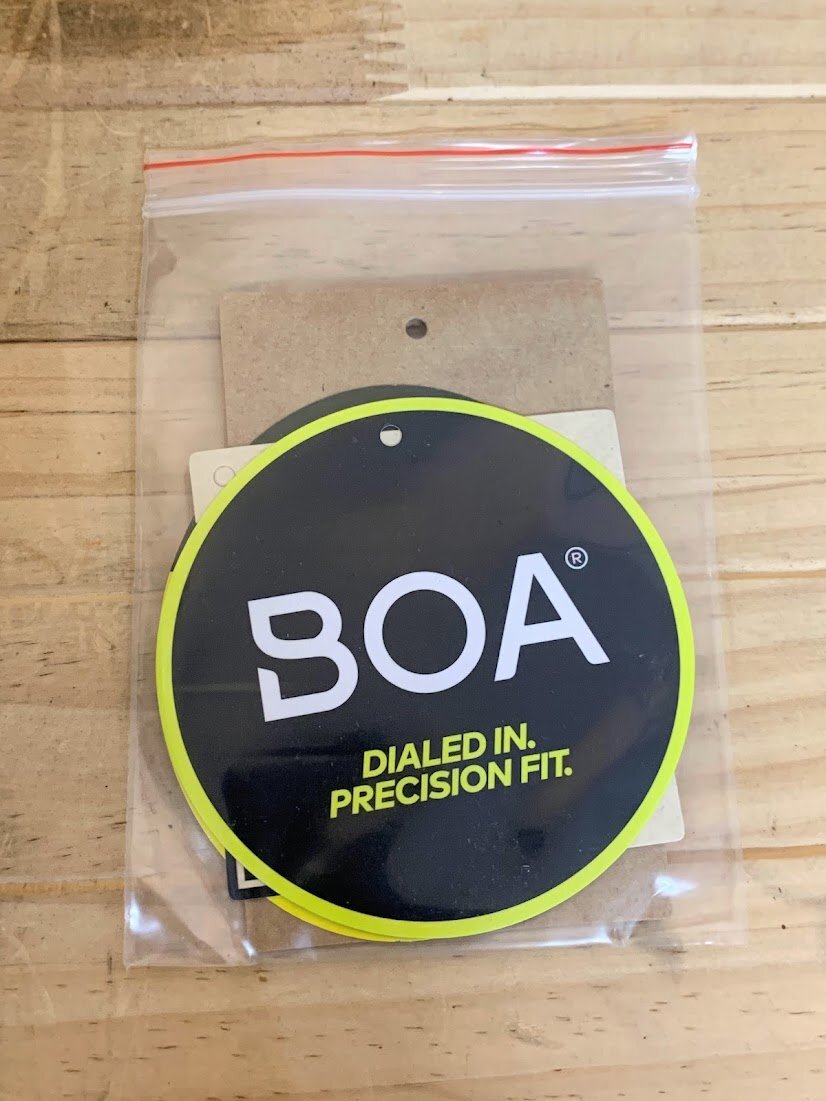 BOA®
DIALED IN.
PRECISION FIT.